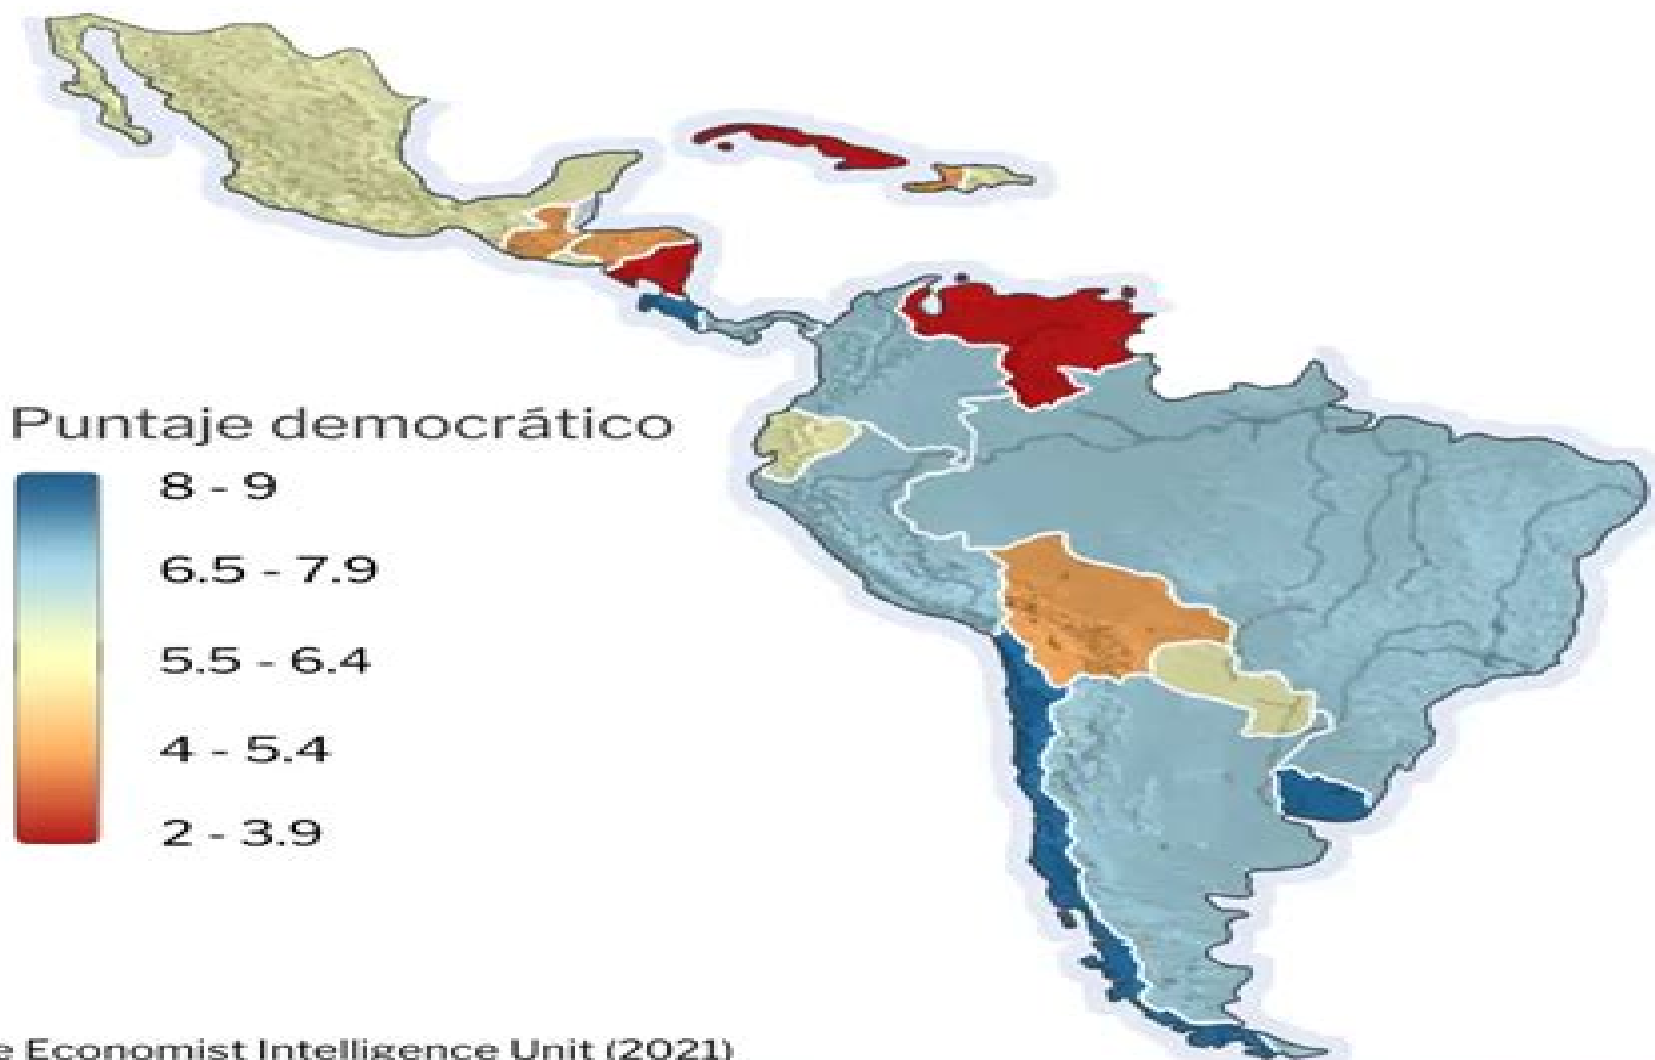 Puntaje democrático
8 - 9
6.5 - 7.9
5.5 - 6.4
4 - 5.4
2 - 3.9
e Economist Intelligence Unit (2021)